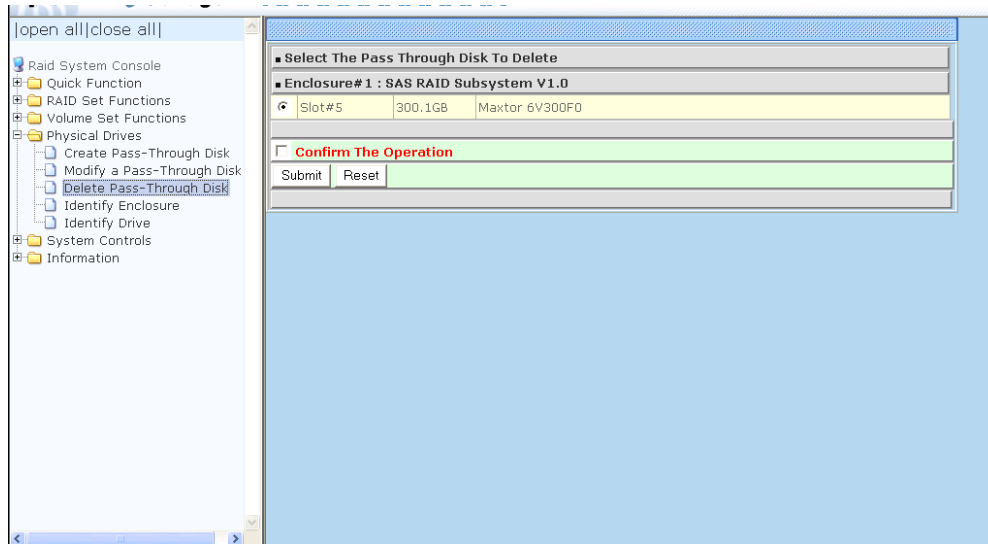 |open all|close all|
Raid System Console
Quick Function
RAID Set Functions
Volume Set Functions
Physical Drives
Create Pass-Through Disk
Modify a Pass-Through Disk
Delete Pass-Through Disk
Identify Enclosure
Identify Drive
System Controls
Information
Select The Pass Through Disk To Delete
Enclosure#1 : SAS RAID Subsystem V1.0
Slot#5 300.1GB Maxtor 6V300F0
Confirm The Operation
Submit Reset